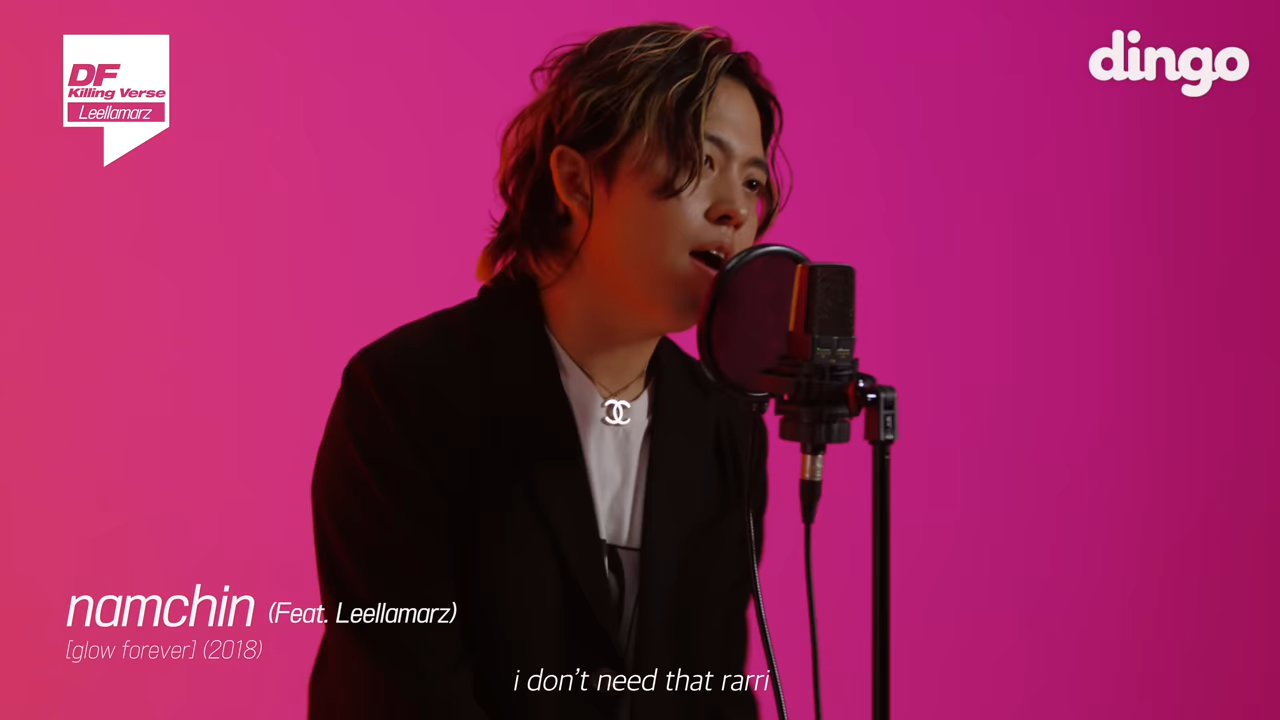 DF
Killing Verse
Leellamarz
dingo
namchin (Feat. Leellamarz)
[glow forever] (2018)
i don't need that rarri